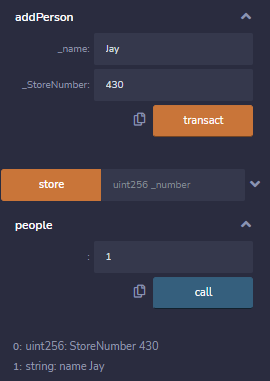 addPerson
_name: Jay
_StoreNumber: 430
transact
store uint256 _number
people
: 1
call
0: uint256: StoreNumber 430
1: string: name Jay